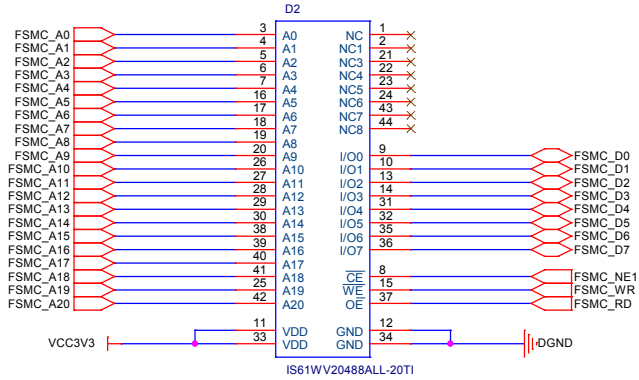 D2
FSMC_A0 3 A0 NC 1
FSMC_A1 4 A1 NC1 2
FSMC_A2 5 A2 NC2 21
FSMC_A3 6 A3 NC3 22
FSMC_A4 7 A4 NC4 23
FSMC_A5 16 A5 NC5 24
FSMC_A6 17 A6 NC6 43
FSMC_A7 18 A7 NC7 44
FSMC_A8 19 A8 NC8
FSMC_A9 20 A9 I/O0 9 FSMC_D0
FSMC_A10 26 A10 I/O1 10 FSMC_D1
FSMC_A11 27 A11 I/O2 13 FSMC_D2
FSMC_A12 28 A12 I/O3 14 FSMC_D3
FSMC_A13 29 A13 I/O4 31 FSMC_D4
FSMC_A14 30 A14 I/O5 32 FSMC_D5
FSMC_A15 38 A15 I/O6 35 FSMC_D6
FSMC_A16 39 A16 I/O7 36 FSMC_D7
FSMC_A17 40 A17
FSMC_A18 41 A18 CE 8 FSMC_NE1
FSMC_A19 25 A19 WE 15 FSMC_WR
FSMC_A20 42 A20 OE 37 FSMC_RD
11 VDD GND 12
VCC3V3 33 VDD GND 34 DGND
IS61WV20488ALL-20TI